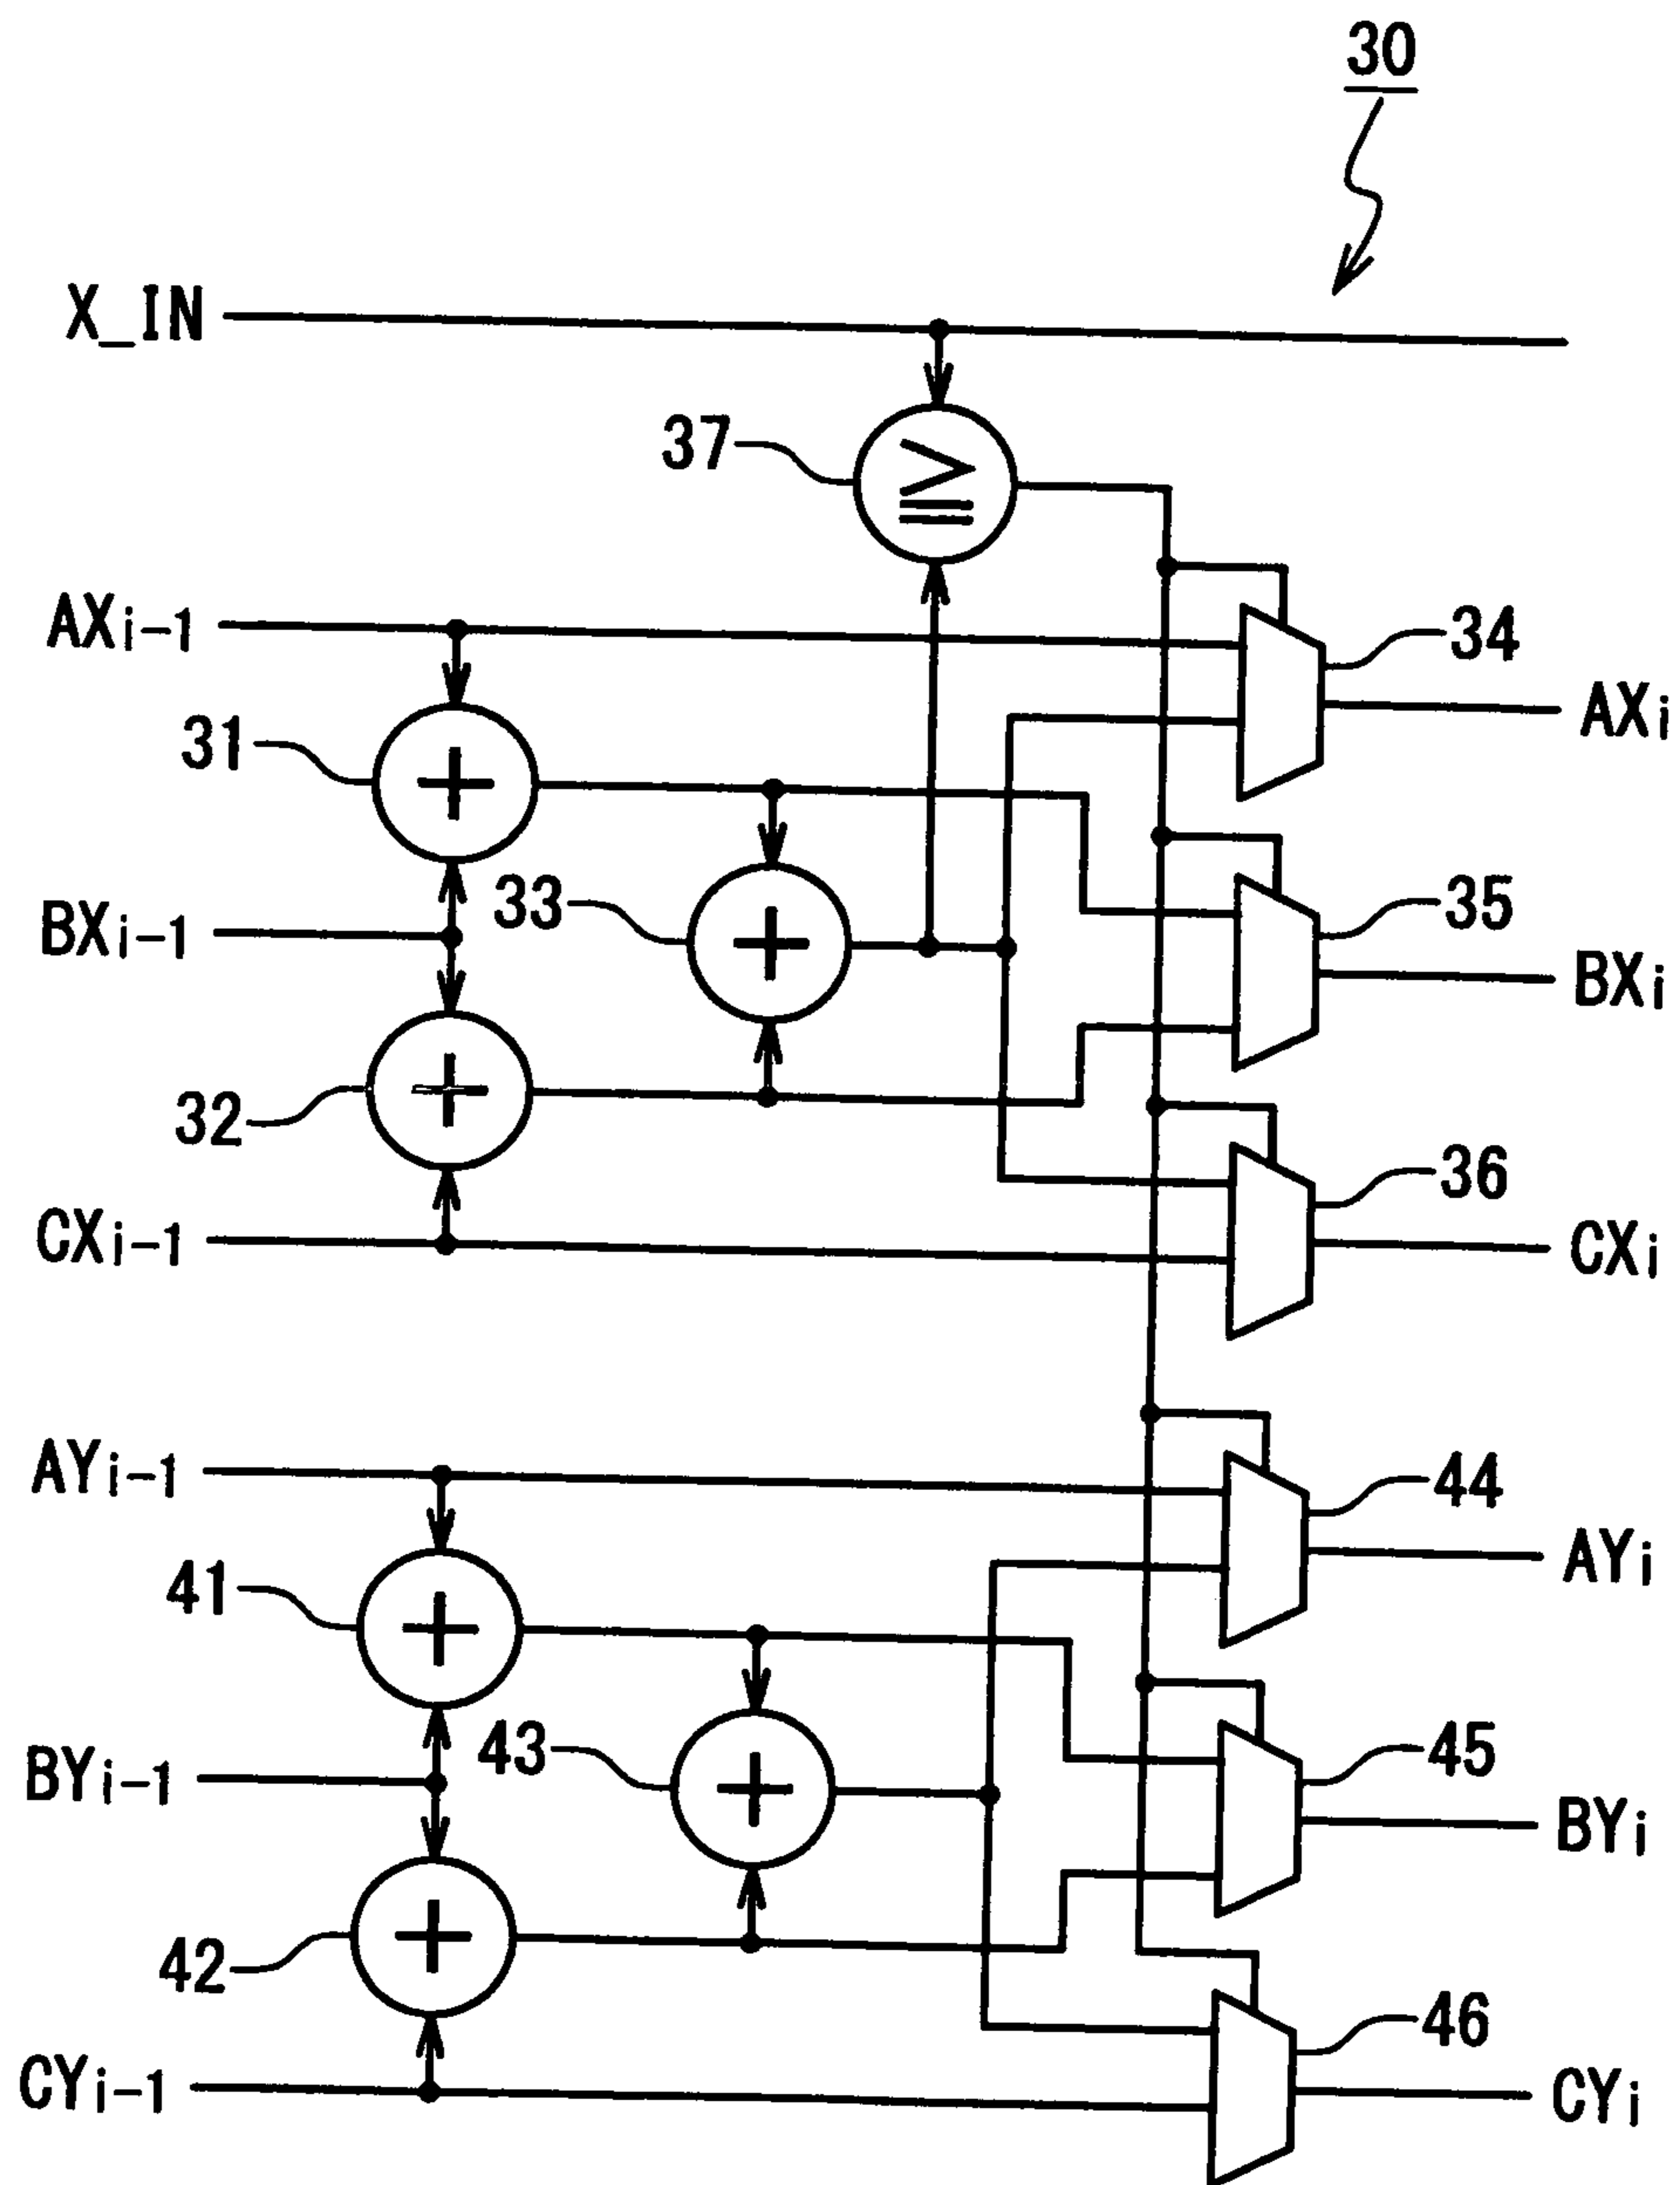 30
X_IN
37
≧
AXi-1
34
AXi
31
+
BXi-1
33
+
35
BXi
32
+
CXi-1
36
CXi
AYi-1
44
AYi
41
+
BYi-1
43
+
45
BYi
42
+
CYi-1
46
CYi